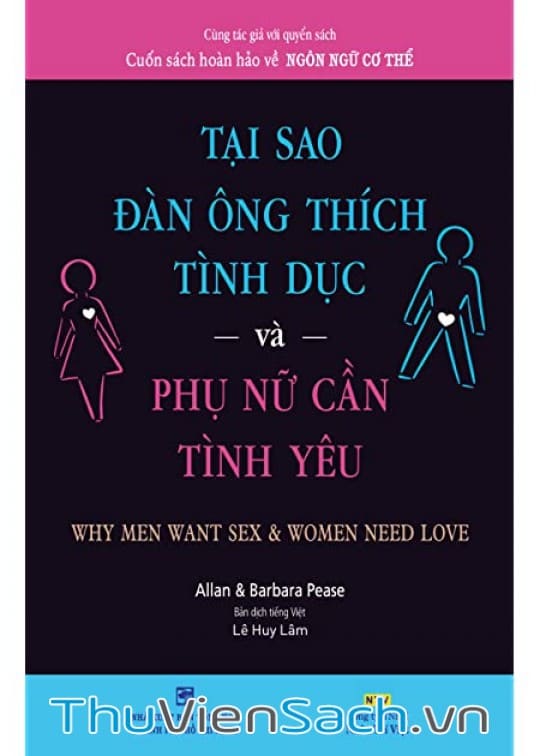 Cùng tác giả với quyển sách
Cuốn sách hoàn hảo về NGÔN NGỮ CƠ THỂ
TẠI SAO
ĐÀN ÔNG THÍCH
TÌNH DỤC
– và –
PHỤ NỮ CẦN
TÌNH YÊU
WHY MEN WANT SEX & WOMEN NEED LOVE
Allan & Barbara Pease
Bản dịch tiếng Việt
Lê Huy Lâm
ThuVienSach.vn